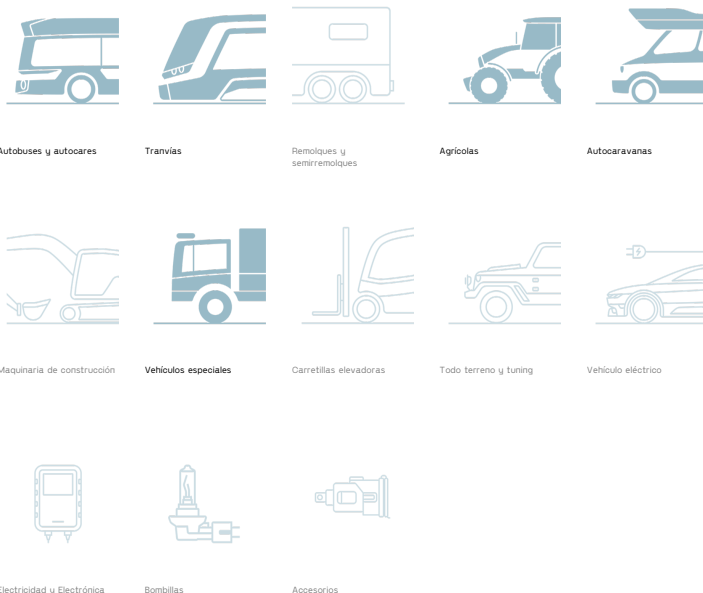 Autobuses y autocares
Tranvías
Remolques y
semirremolques
Agrícolas
Autocaravanas
Maquinaria de construcción
Vehículos especiales
Carretillas elevadoras
Todo terreno y tuning
Vehículo eléctrico
Electricidad y Electrónica
Bombillas
Accesorios